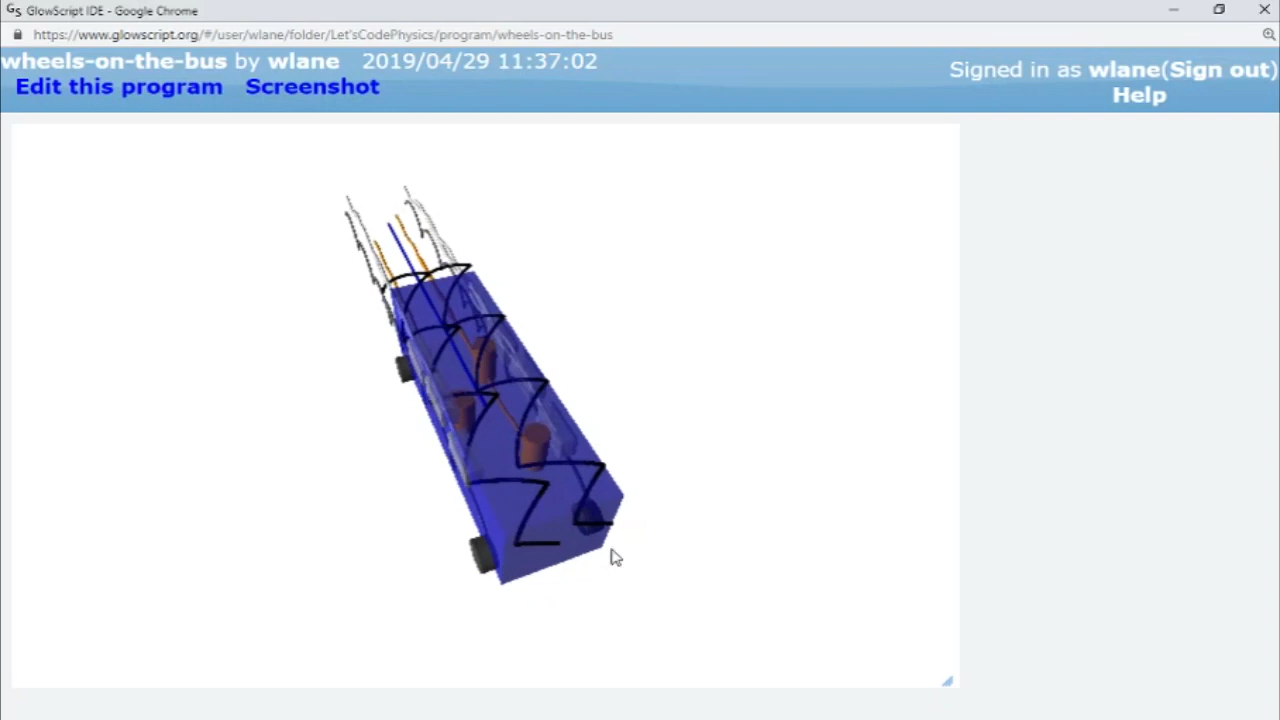 GlowScript IDE - Google Chrome
https://www.glowscript.org/#/user/wlane/folder/Let'sCodePhysics/program/wheels-on-the-bus
wheels-on-the-bus by wlane 2019/04/29 11:37:02
Signed in as wlane(Sign out)
Edit this program Screenshot
Help